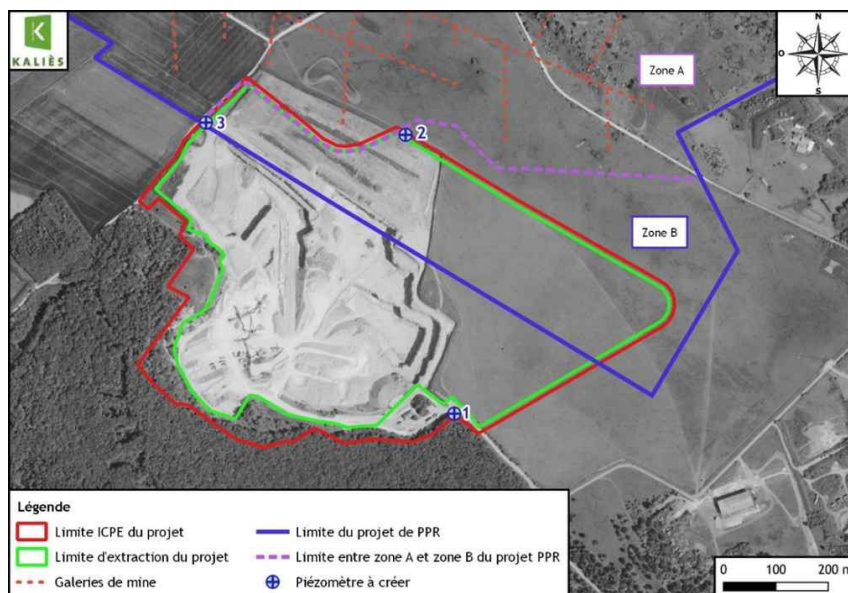 KALIÈS
N
O
E
S
Zone A
3
2
Zone B
1
Légende
Limite ICPE du projet
Limite d'extraction du projet
Galeries de mine
Limite du projet de PPR
Limite entre zone A et zone B du projet PPR
Piézomètre à créer
0 100 200 m